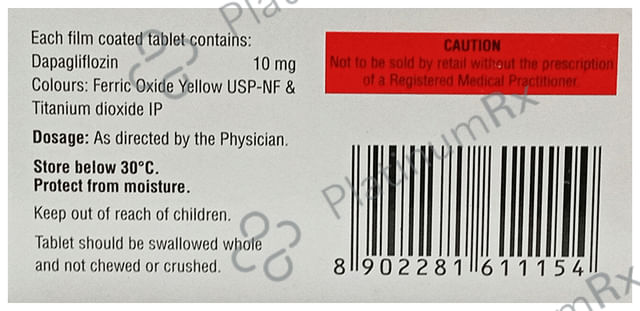 Each film coated tablet contains:
Dapagliflozin 10 mg
Colours: Ferric Oxide Yellow USP-NF &
Titanium dioxide IP
Dosage: As directed by the Physician.
Store below 30°C.
Protect from moisture.
Keep out of reach of children.
Tablet should be swallowed whole
and not chewed or crushed.
CAUTION
Not to be sold by retail without the prescription
of a Registered Medical Practitioner.
8 902281 611154
PlatinumRx